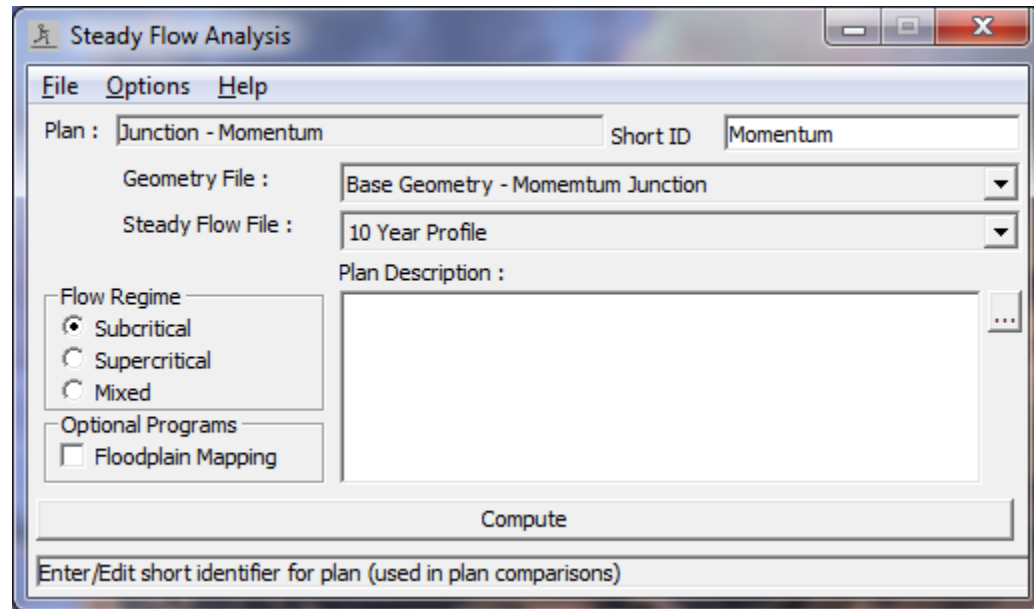 Steady Flow Analysis
File Options Help
Plan : Junction - Momentum Short ID Momentum
Geometry File : Base Geometry - Momemtum Junction
Steady Flow File : 10 Year Profile
Plan Description :
Flow Regime
Subcritical
Supercritical
Mixed
Optional Programs
Floodplain Mapping
...
Compute
Enter/Edit short identifier for plan (used in plan comparisons)